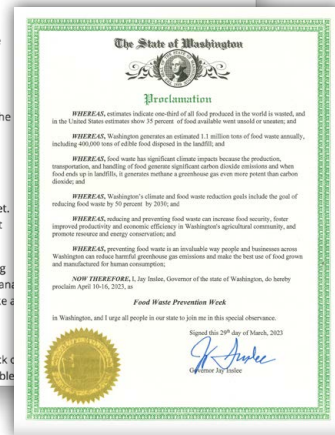 The State of Washington
Proclamation
WHEREAS, estimates indicate one-third of all food produced in the world is wasted, and
in the United States estimates show 35 percent of food available went unsold or uneaten; and
WHEREAS, Washington generates an estimated 1.1 million tons of food waste annually,
including 400,000 tons of edible food disposed in the landfill; and
WHEREAS, food waste has significant climate impacts because the production,
transportation, and handling of food generate significant carbon dioxide emissions and when
food ends up in landfills, it generates methane a greenhouse gas even more potent than carbon
dioxide; and
WHEREAS, Washington's climate and food waste reduction goals include the goal of
reducing food waste by 50 percent by 2030; and
WHEREAS, reducing and preventing food waste can increase food security, foster
improved productivity and economic efficiency in Washington's agricultural community, and
promote resource and energy conservation; and
WHEREAS, preventing food waste is an invaluable way people and businesses across
Washington can reduce harmful greenhouse gas emissions and make the best use of food grown
and manufactured for human consumption;
NOW THEREFORE, I, Jay Inslee, Governor of the state of Washington, do hereby
proclaim April 10-16, 2023, as
Food Waste Prevention Week
in Washington, and I urge all people in our state to join me in this special observance.
Signed this 29th day of March, 2023
Governor Jay Inslee